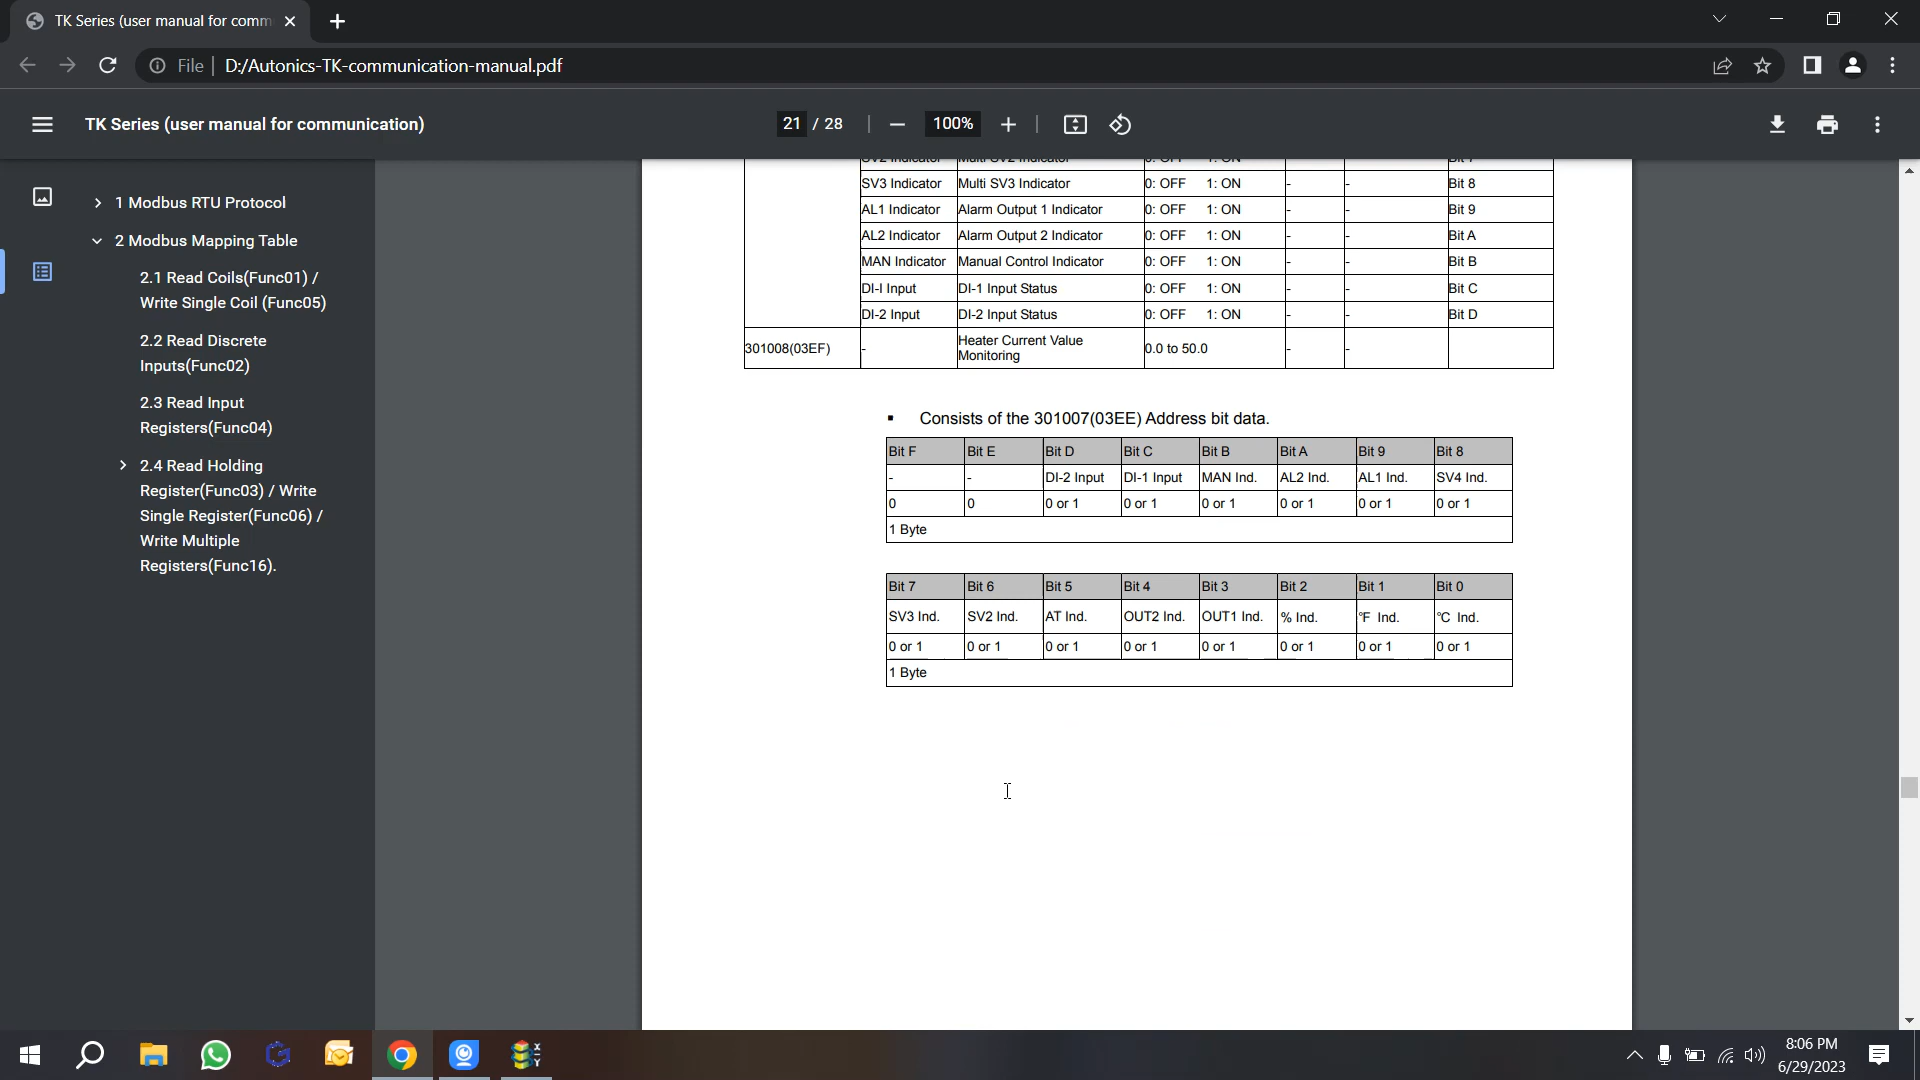 TK Series (user manual for comm
File
D:/Autonics-TK-communication-manual.pdf
TK Series (user manual for communication)
21 / 28
100%
1 Modbus RTU Protocol
2 Modbus Mapping Table
2.1 Read Coils(Func01) /
Write Single Coil (Func05)
2.2 Read Discrete
Inputs(Func02)
2.3 Read Input
Registers(Func04)
2.4 Read Holding
Register(Func03) / Write
Single Register(Func06) /
Write Multiple
Registers(Func16).
SV2 Indicator Multi SV2 Indicator 0: OFF 1: ON Bit 7
SV3 Indicator Multi SV3 Indicator 0: OFF 1: ON - - Bit 8
AL1 Indicator Alarm Output 1 Indicator 0: OFF 1: ON - - Bit 9
AL2 Indicator Alarm Output 2 Indicator 0: OFF 1: ON - - Bit A
MAN Indicator Manual Control Indicator 0: OFF 1: ON - - Bit B
DI-I Input DI-1 Input Status 0: OFF 1: ON - - Bit C
DI-2 Input DI-2 Input Status 0: OFF 1: ON - - Bit D
301008(03EF) - Heater Current Value
Monitoring 0.0 to 50.0 - -
▪ Consists of the 301007(03EE) Address bit data.
Bit F Bit E Bit D Bit C Bit B Bit A Bit 9 Bit 8
- - DI-2 Input DI-1 Input MAN Ind. AL2 Ind. AL1 Ind. SV4 Ind.
0 0 0 or 1 0 or 1 0 or 1 0 or 1 0 or 1 0 or 1
1 Byte
Bit 7 Bit 6 Bit 5 Bit 4 Bit 3 Bit 2 Bit 1 Bit 0
SV3 Ind. SV2 Ind. AT Ind. OUT2 Ind. OUT1 Ind. % Ind. ℉ Ind. ℃ Ind.
0 or 1 0 or 1 0 or 1 0 or 1 0 or 1 0 or 1 0 or 1 0 or 1
1 Byte
8:06 PM
6/29/2023